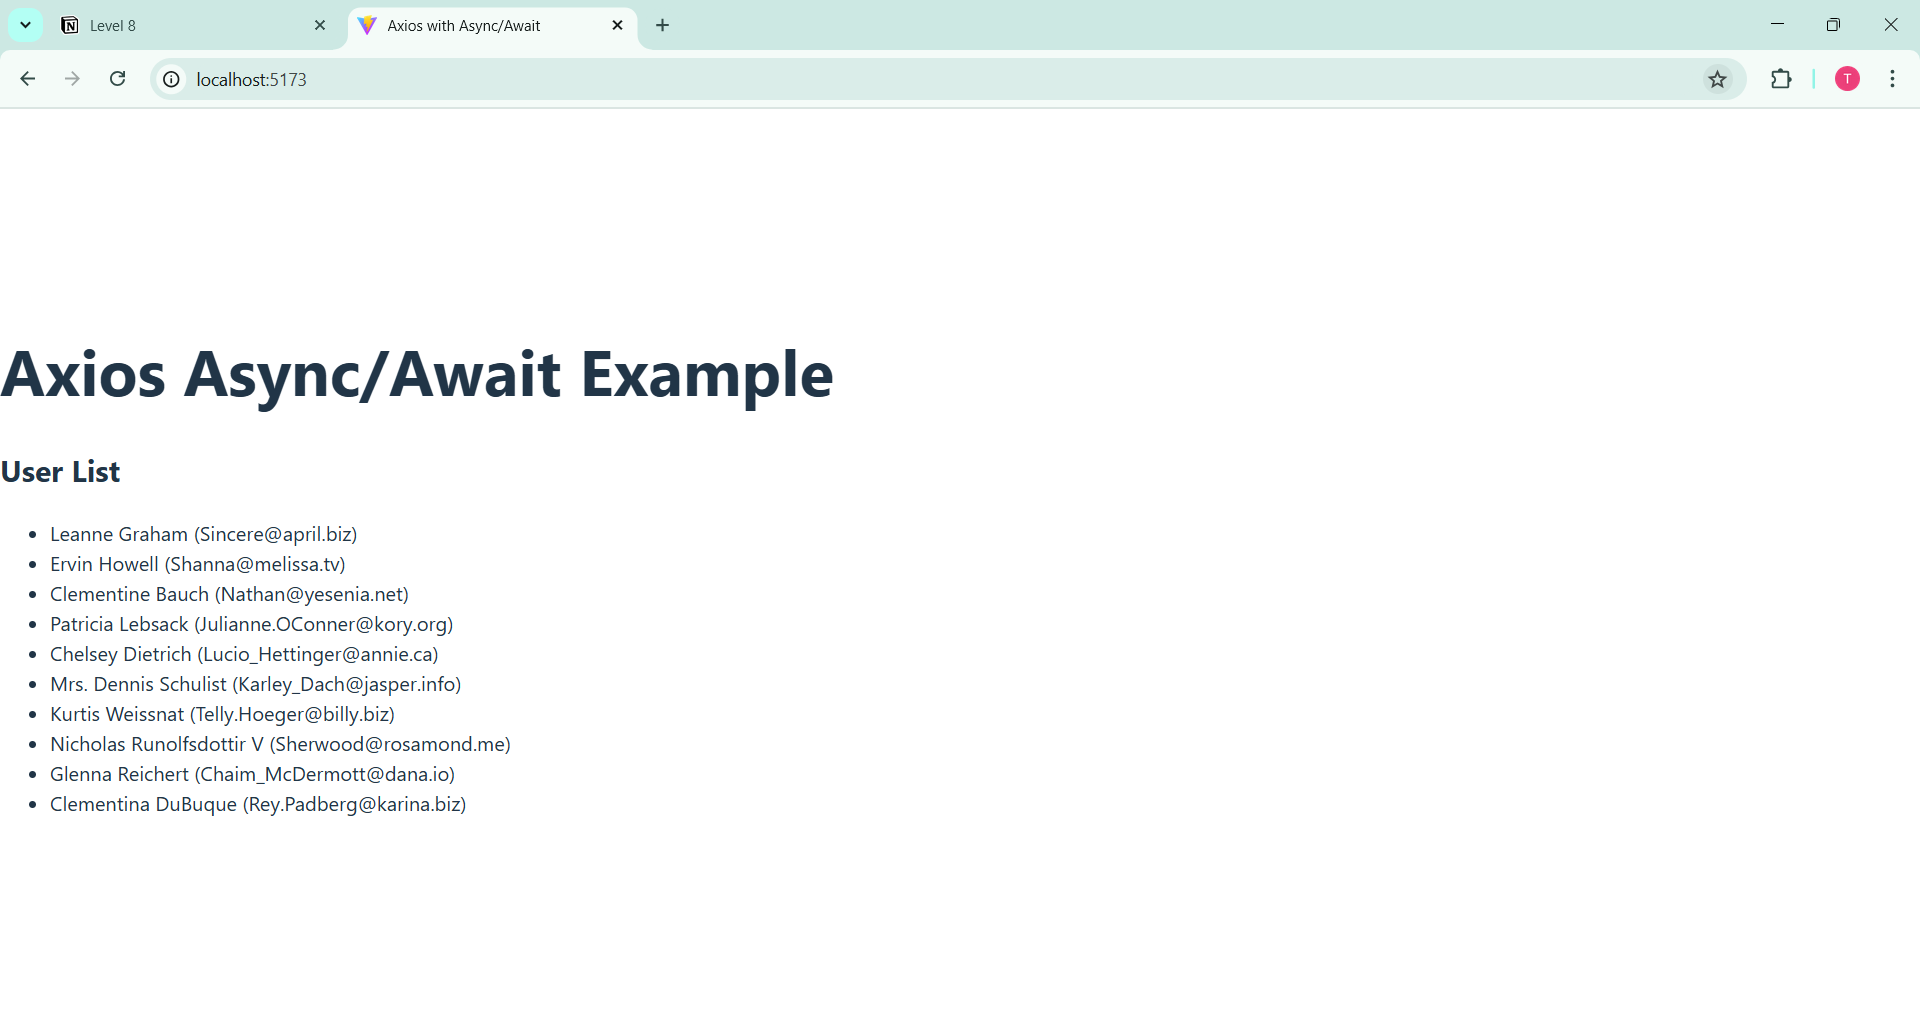 Level 8
Axios with Async/Await
localhost:5173
T
Axios Async/Await Example
User List
• Leanne Graham (Sincere@april.biz)
• Ervin Howell (Shanna@melissa.tv)
• Clementine Bauch (Nathan@yesenia.net)
• Patricia Lebsack (Julianne.OConner@kory.org)
• Chelsey Dietrich (Lucio_Hettinger@annie.ca)
• Mrs. Dennis Schulist (Karley_Dach@jasper.info)
• Kurtis Weissnat (Telly.Hoeger@billy.biz)
• Nicholas Runolfsdottir V (Sherwood@rosamond.me)
• Glenna Reichert (Chaim_McDermott@dana.io)
• Clementina DuBuque (Rey.Padberg@karina.biz)